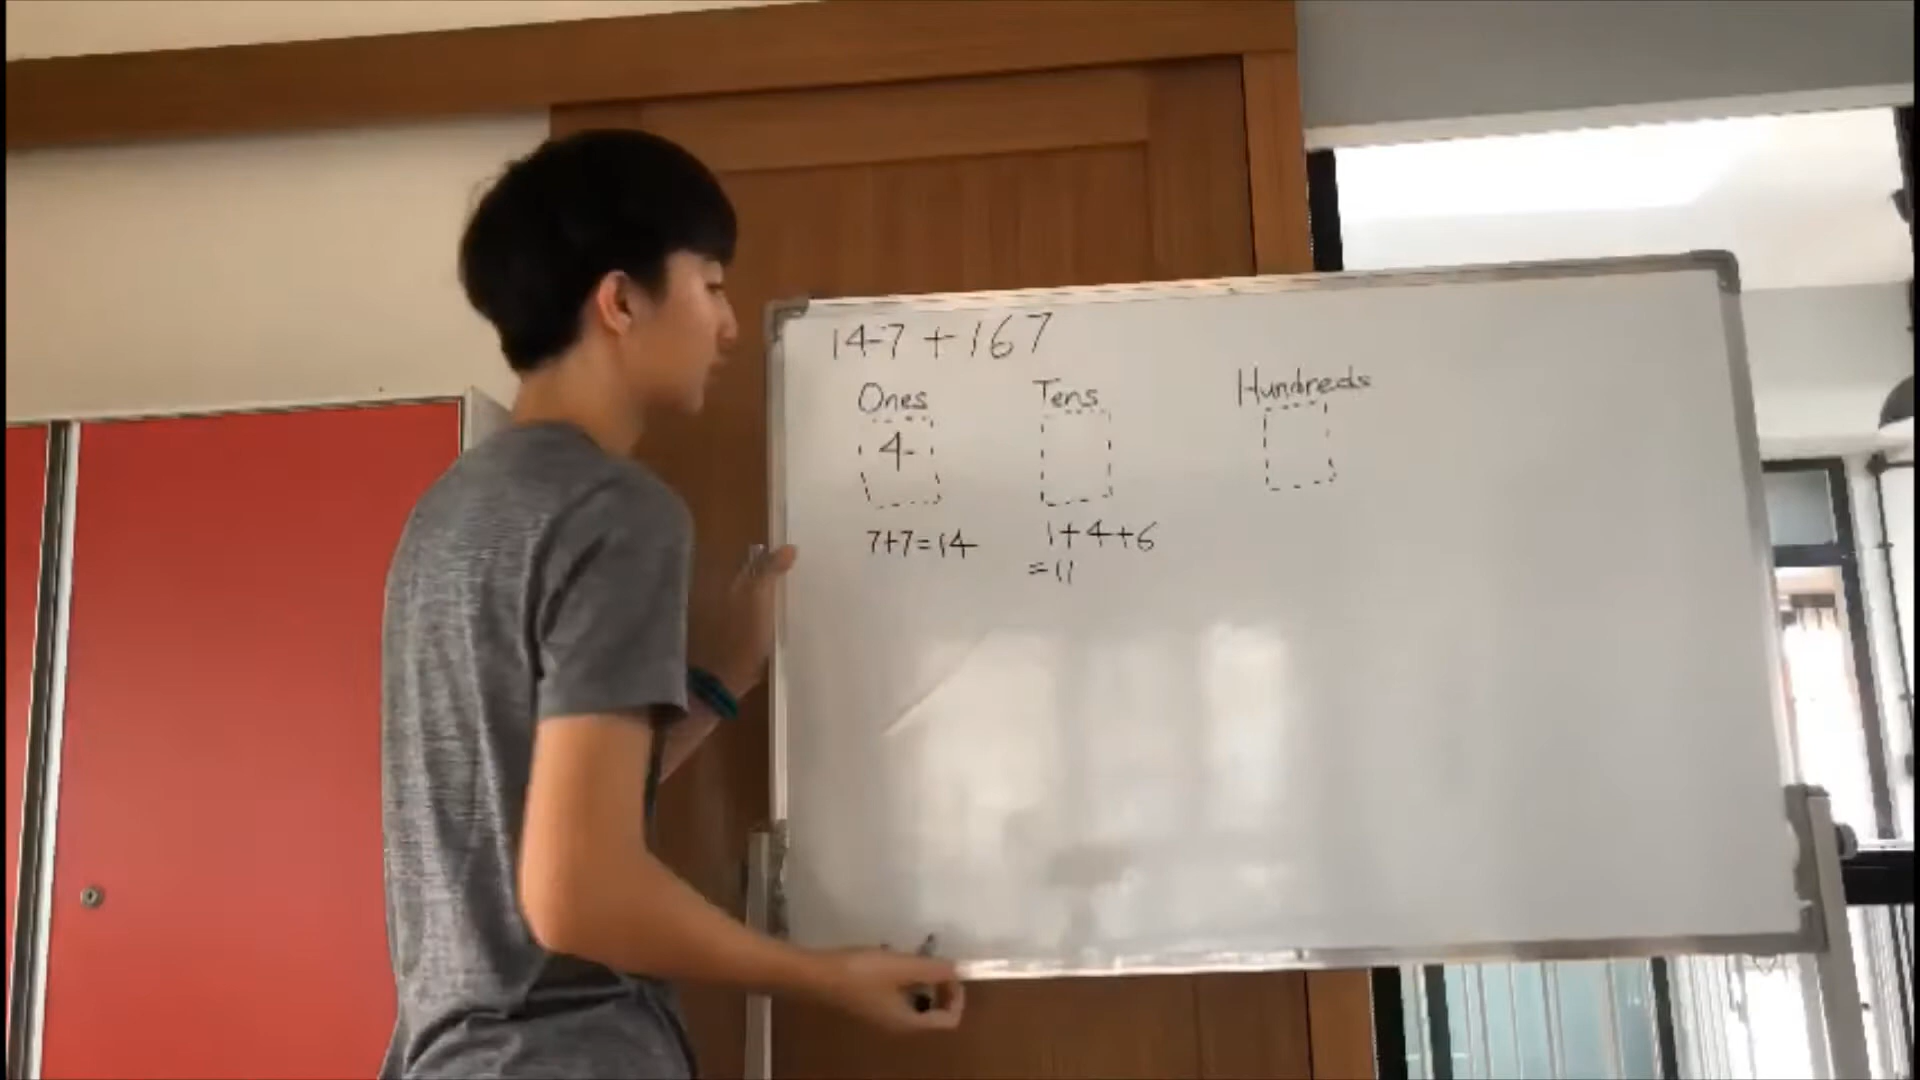 147 + 167
Ones Tens Hundreds
4
7+7=14 1+4+6
=11